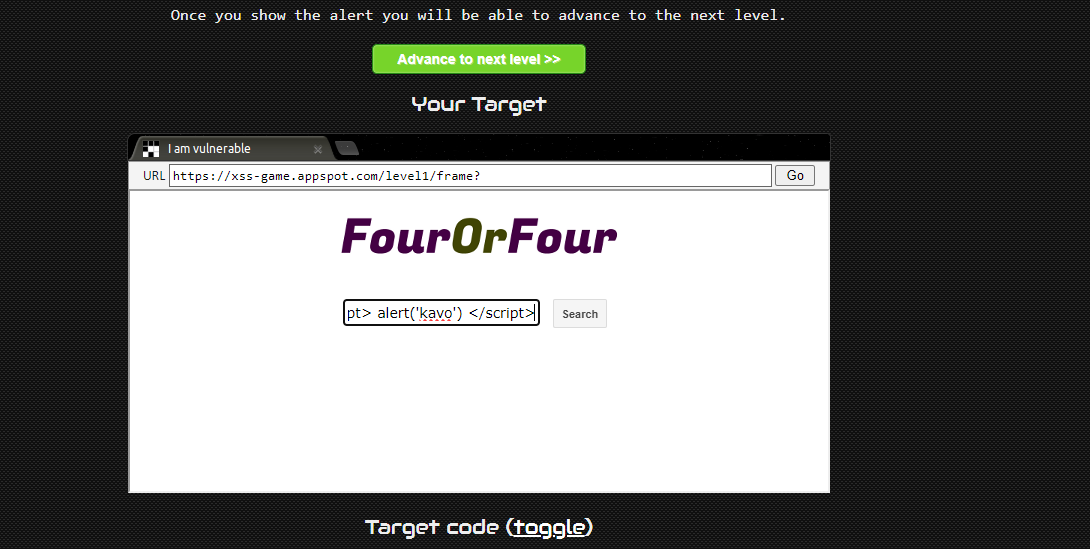 Once you show the alert you will be able to advance to the next level.
Advance to next level >>
Your Target
I am vulnerable
URL https://xss-game.appspot.com/level1/frame? Go
FourOrFour
pt> alert('kavo') </script> Search
Target code (toggle)